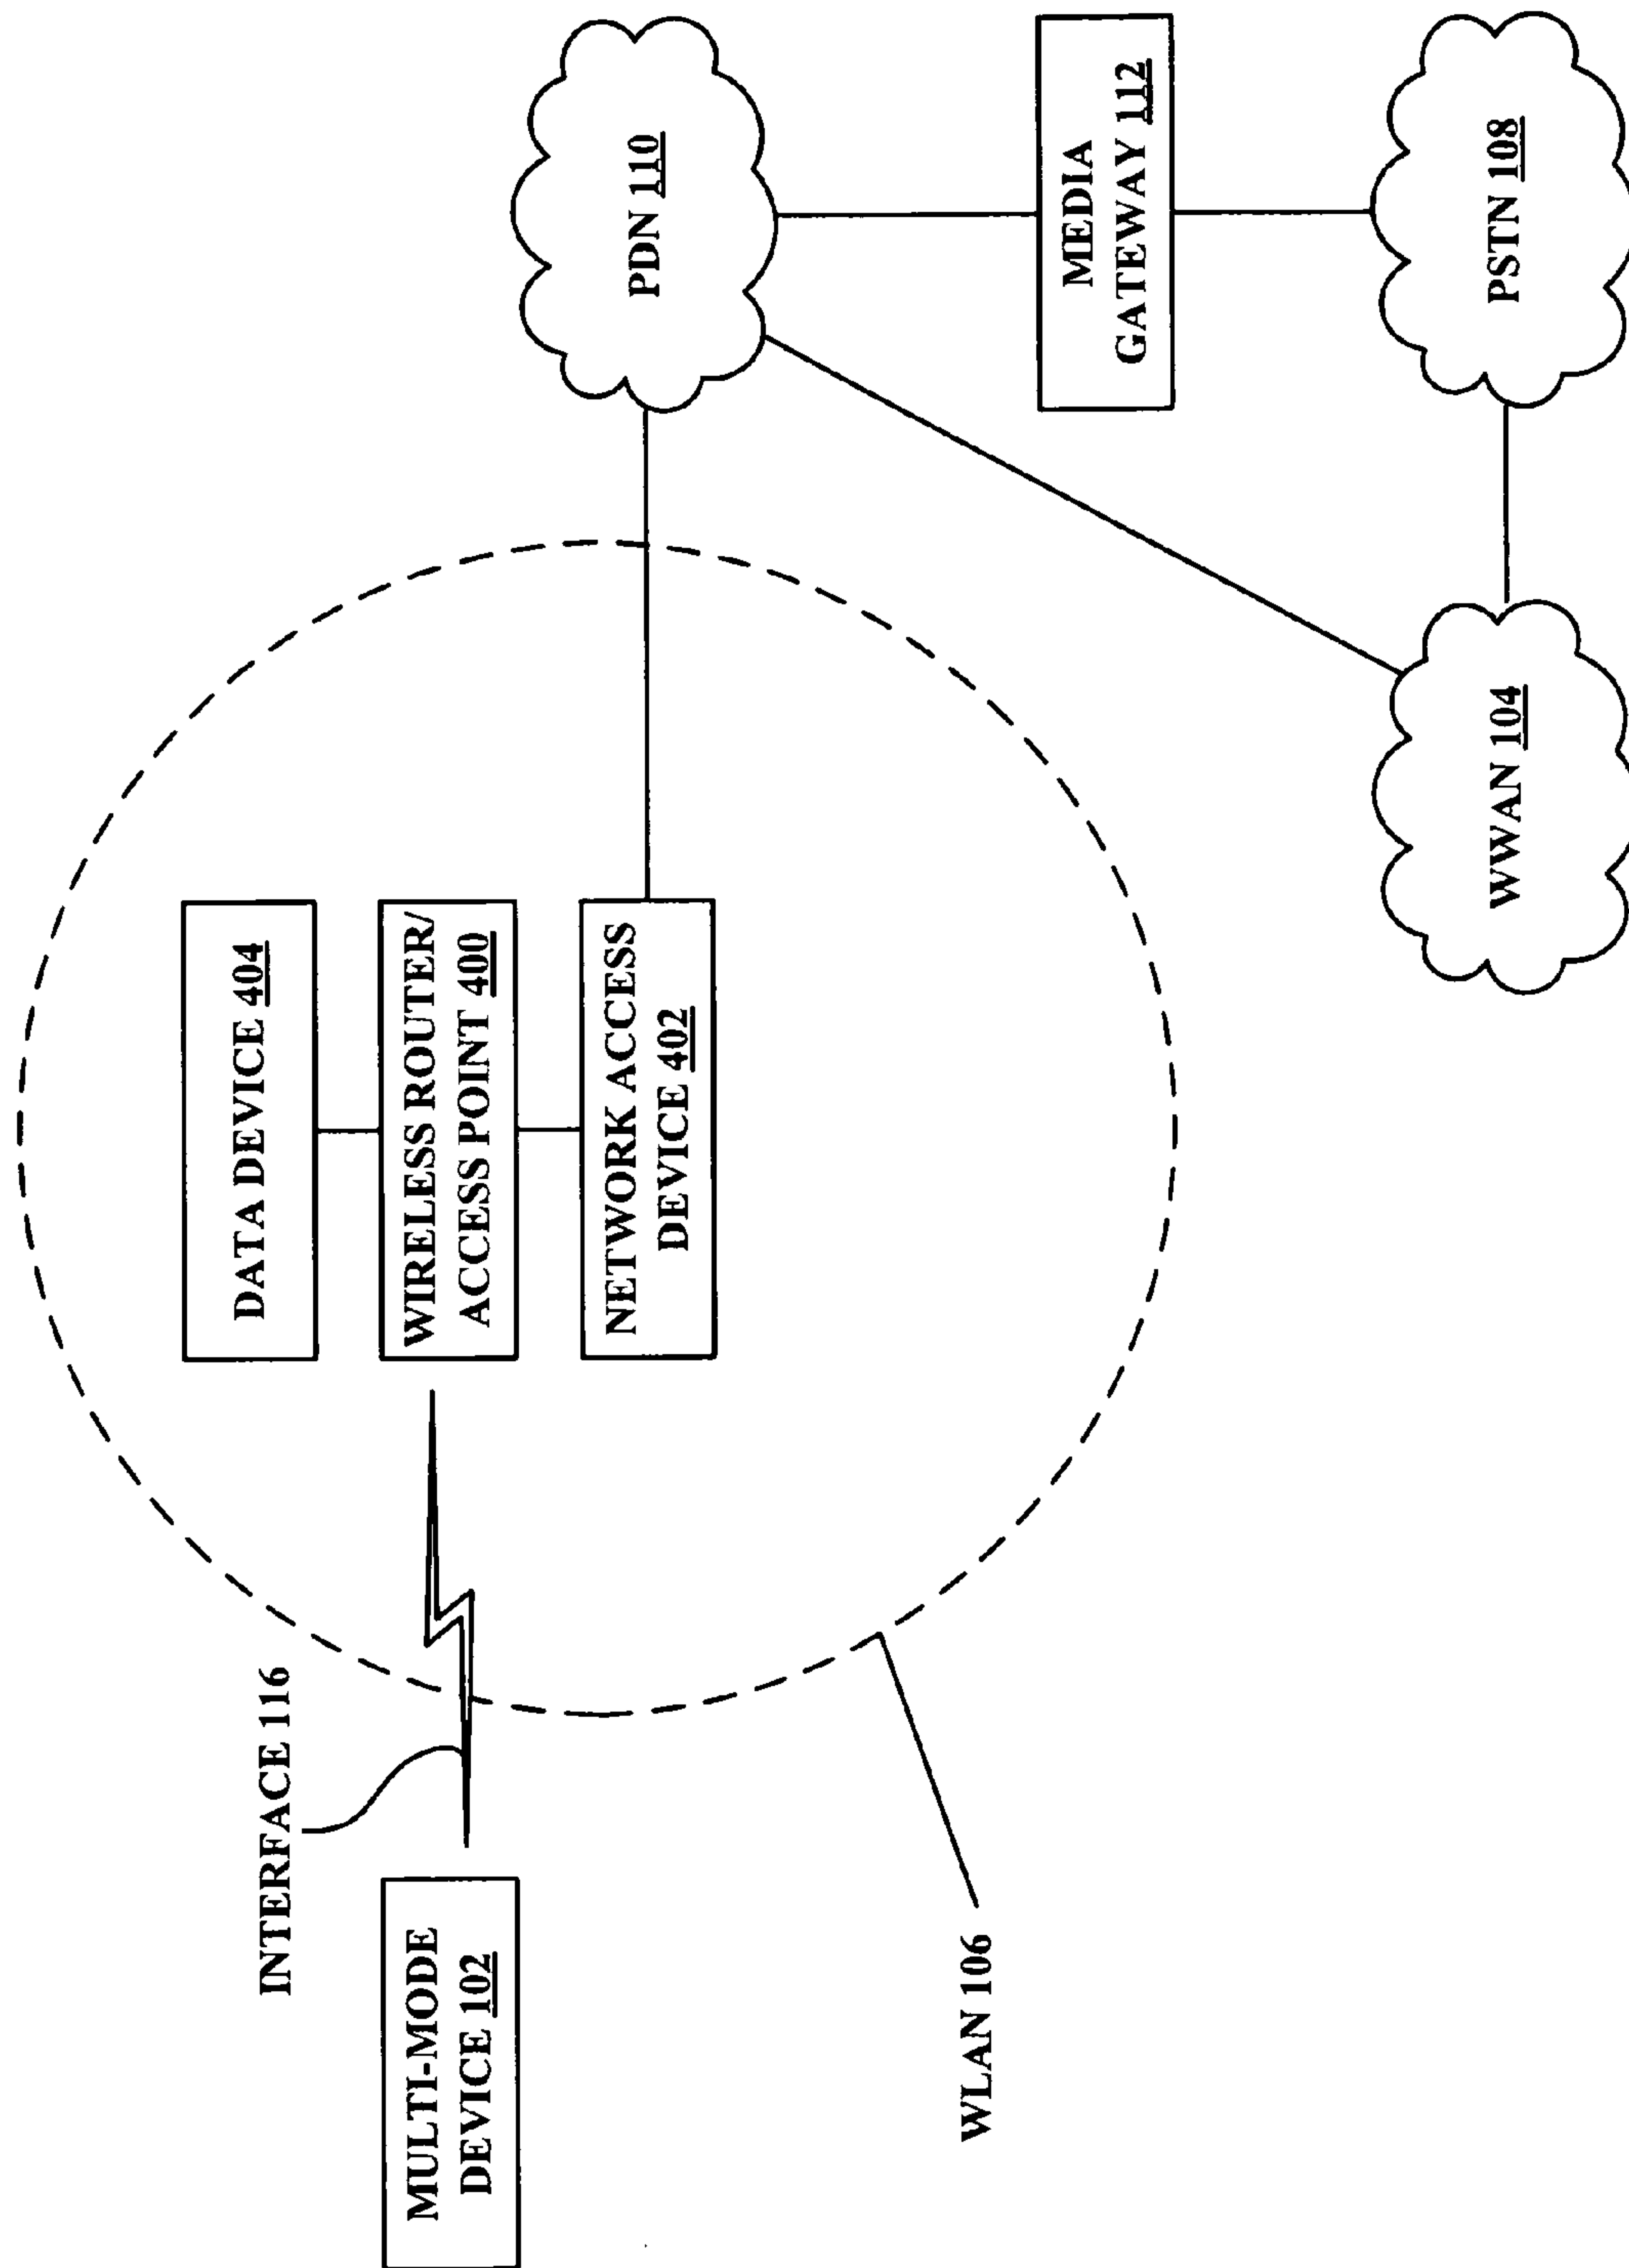 INTERFACE 116
MULTI-MODE
DEVICE 102
DATA DEVICE 404
WIRELESS ROUTER/
ACCESS POINT 400
NETWORK ACCESS
DEVICE 402
WLAN 106
PDN 110
MEDIA
GATEWAY 112
WWAN 104
PSTN 108